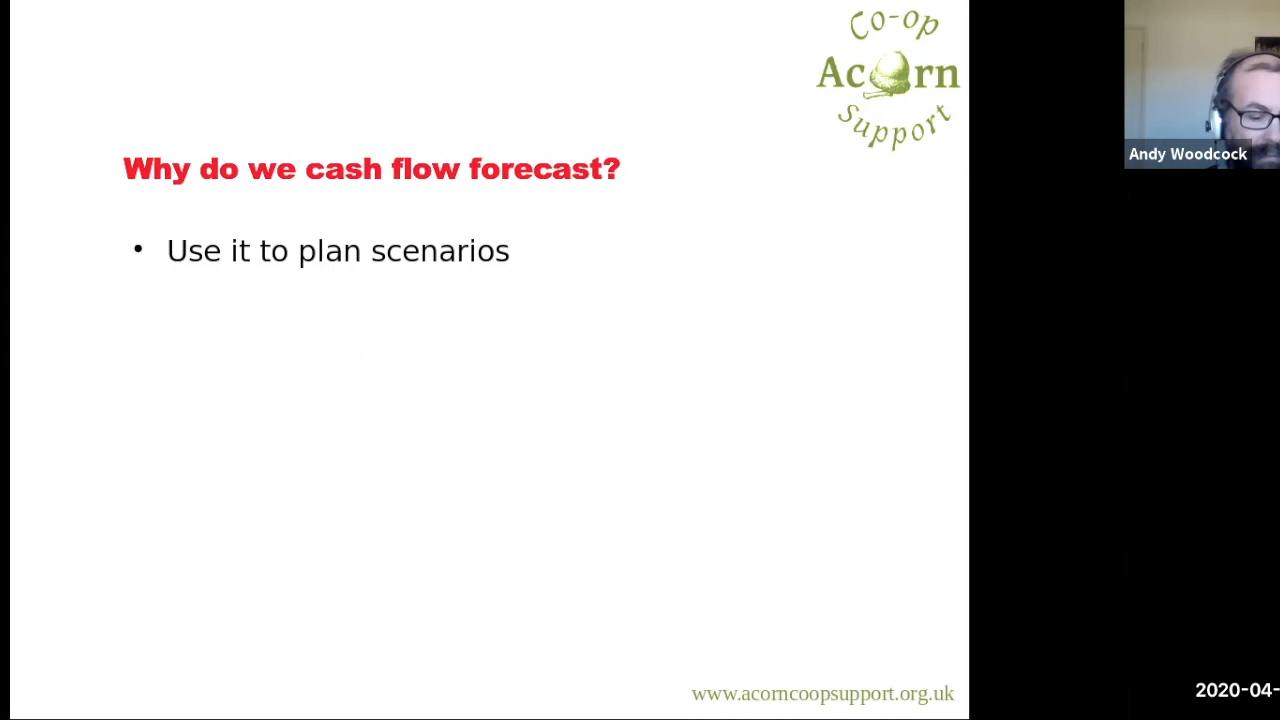 Co-op
Acorn
Support
Andy Woodcock
Why do we cash flow forecast?
• Use it to plan scenarios
www.acorncoopsupport.org.uk
2020-04-